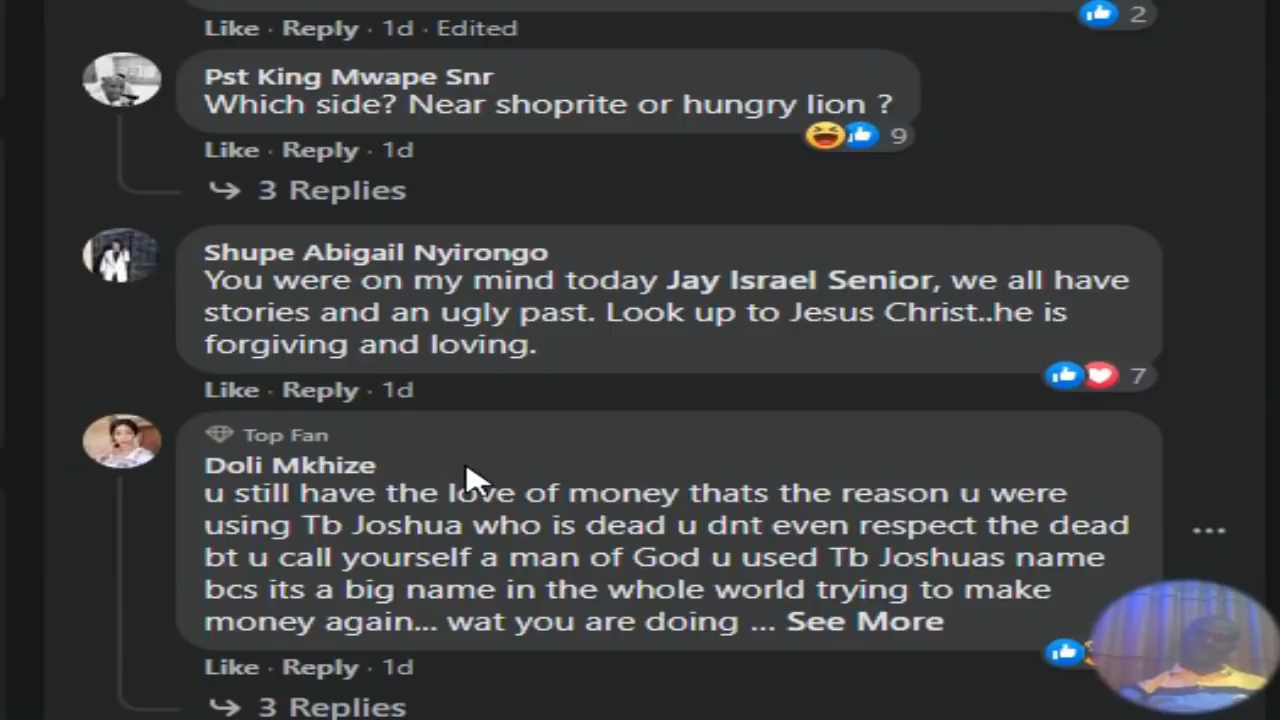 Like · Reply · 1d · Edited
2
Pst King Mwape Snr
Which side? Near shoprite or hungry lion ?
9
Like · Reply · 1d
3 Replies
Shupe Abigail Nyirongo
You were on my mind today Jay Israel Senior, we all have
stories and an ugly past. Look up to Jesus Christ..he is
forgiving and loving.
7
Like · Reply · 1d
Top Fan
Doli Mkhize
u still have the love of money thats the reason u were
using Tb Joshua who is dead u dnt even respect the dead
bt u call yourself a man of God u used Tb Joshuas name
bcs its a big name in the whole world trying to make
money again... wat you are doing ... See More
Like · Reply · 1d
3 Replies